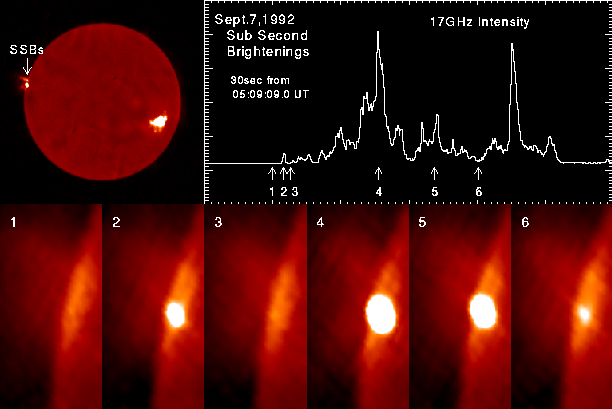 SSBs
Sept.7,1992
Sub Second
Brightenings
30sec from
05:09:09.0 UT
17GHz Intensity
1 2 3 4 5 6
1 2 3 4 5 6